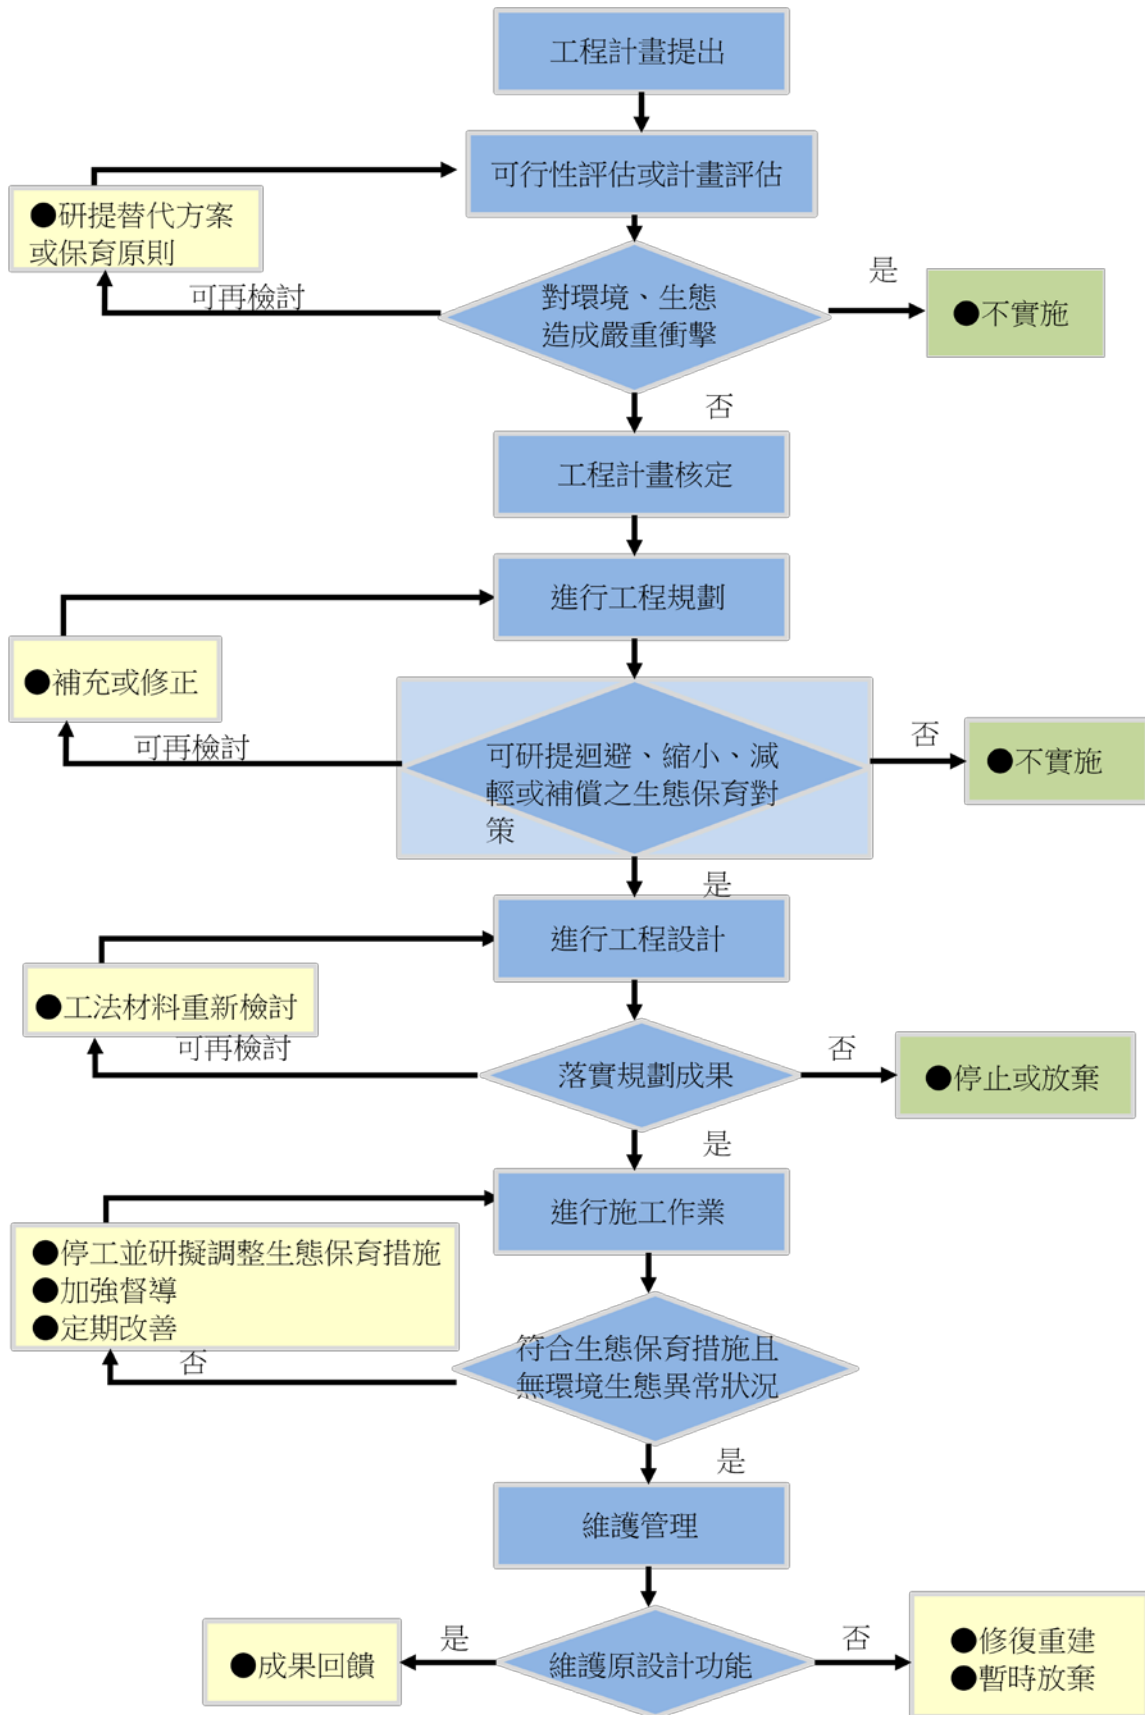 工程計畫提出
可行性評估或計畫評估
●研提替代方案
或保育原則
可再檢討
對環境、生態
造成嚴重衝擊
是
●不實施
否
工程計畫核定
進行工程規劃
●補充或修正
可再檢討
可研提迴避、縮小、減
輕或補償之生態保育對
策
否
●不實施
是
進行工程設計
●工法材料重新檢討
可再檢討
落實規劃成果
否
●停止或放棄
是
進行施工作業
●停工並研擬調整生態保育措施
●加強督導
●定期改善
否
符合生態保育措施且
無環境生態異常狀況
是
維護管理
維護原設計功能
是
●成果回饋
否
●修復重建
●暫時放棄